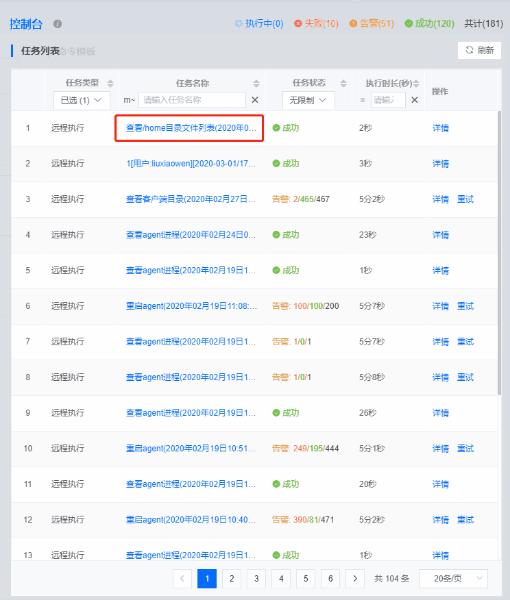 控制台 执行中(0) 失败(10) 告警(51) 成功(120) 共计(181)
任务列表 命令模板 刷新
任务类型 任务名称 任务状态 执行时长(秒) 操作
已选 (1) m~ 请输入任务名称 无限制 = 请输入
1 远程执行 查看/home目录文件列表(2020年0... 成功 2秒 详情
2 远程执行 1[用户:liuxiaowen][2020-03-01/17... 成功 3秒 详情
3 远程执行 查看客户端目录(2020年02月27日... 告警: 2/465/467 5分2秒 详情 重试
4 远程执行 查看agent进程(2020年02月24日0... 成功 23秒 详情
5 远程执行 查看agent进程(2020年02月19日1... 成功 1秒 详情
6 远程执行 重启agent(2020年02月19日11:08:... 告警: 100/100/200 5分7秒 详情 重试
7 远程执行 查看agent进程(2020年02月19日1... 告警: 1/0/1 5分7秒 详情 重试
8 远程执行 查看agent进程(2020年02月19日1... 告警: 1/0/1 5分8秒 详情 重试
9 远程执行 查看agent进程(2020年02月19日1... 成功 26秒 详情
10 远程执行 重启agent(2020年02月19日10:51... 告警: 249/195/444 5分1秒 详情 重试
11 远程执行 查看agent进程(2020年02月19日1... 成功 20秒 详情
12 远程执行 重启agent(2020年02月19日10:40... 告警: 390/81/471 5分2秒 详情 重试
13 远程执行 查看agent进程(2020年02月19日1... 成功 1秒 详情
1 2 3 4 5 6 共 104 条 20条/页